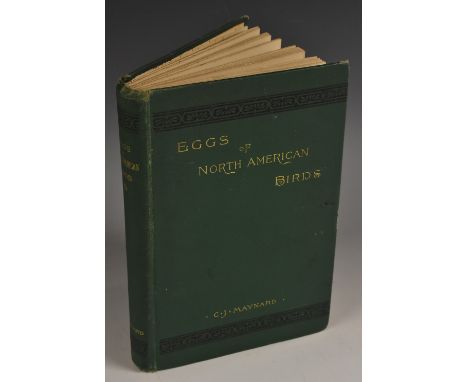 EGGS
OF
NORTH AMERICAN
BIRDS
C·J·MAYNARD